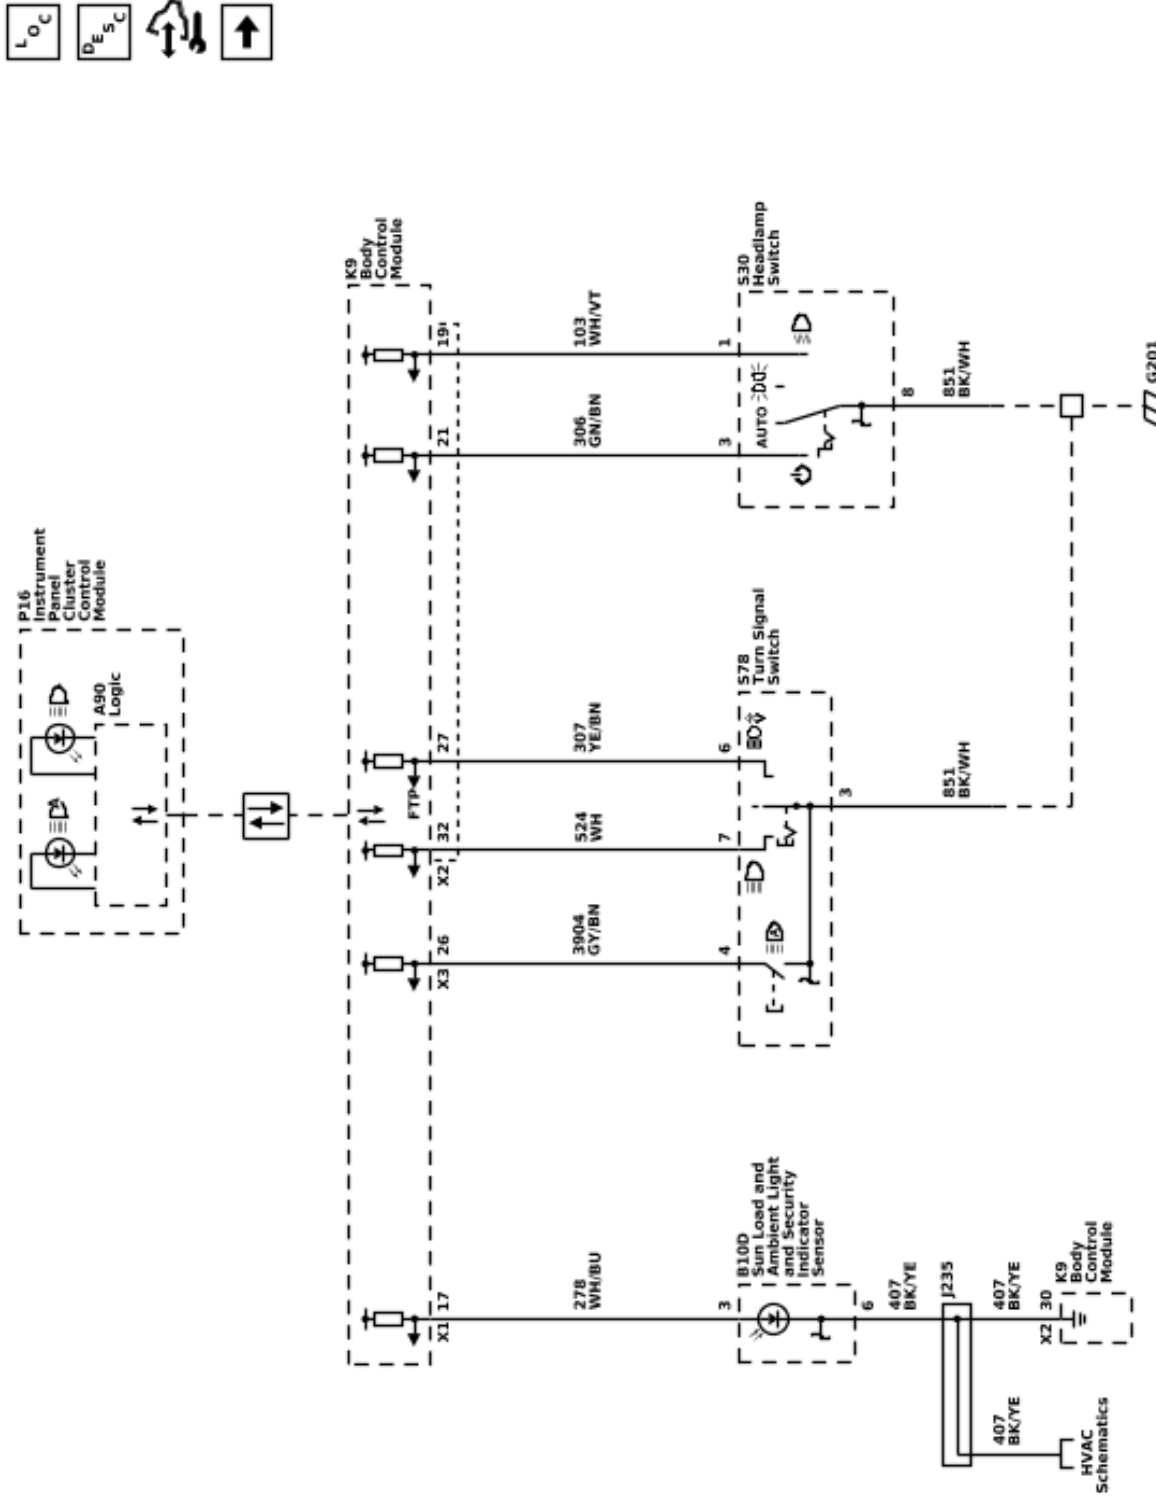 L O C
D E S C
P16
Instrument
Panel
Cluster
Control
Module
A90
Logic
A
K9
Body
Control
Module
FTP
X1
17
X3
26
X2
32
27
21
19
278
WH/BU
3904
GY/BN
524
WH
307
YE/BN
306
GN/BN
103
WH/VT
3
4
7
6
3
1
B10D
Sun Load and
Ambient Light
and Security
Indicator
Sensor
S78
Turn Signal
Switch
A
S30
Headlamp
Switch
AUTO
6
3
8
407
BK/YE
851
BK/WH
851
BK/WH
J235
407
BK/YE
407
BK/YE
X2
30
K9
Body
Control
Module
HVAC
Schematics
G201